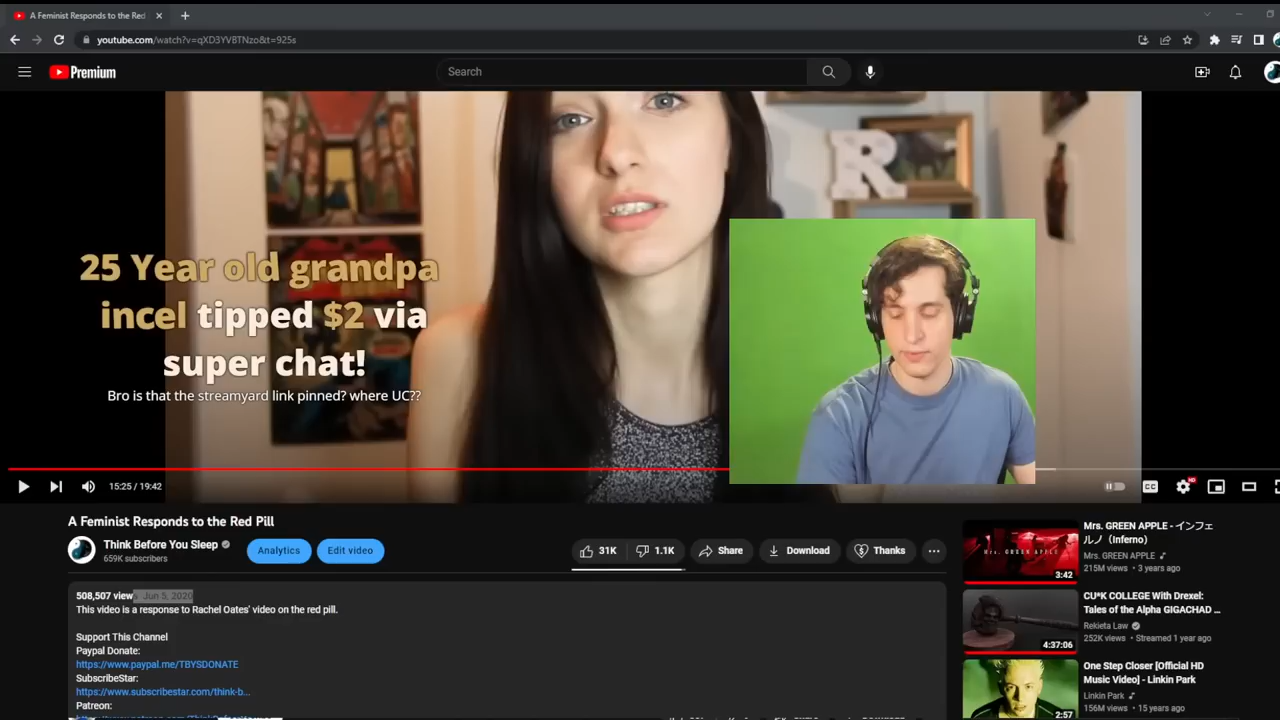 A Feminist Responds to the Red
youtube.com/watch?v=qXD3YVBTNzo&t=925s
Premium
Search
R
25 Year old grandpa
incel tipped $2 via
super chat!
Bro is that the streamyard link pinned? where UC??
15:25 / 19:42
CC
HD
A Feminist Responds to the Red Pill
Think Before You Sleep
659K subscribers
Analytics
Edit video
31K
1.1K
Share
Download
Thanks
508,507 views Jun 5, 2020
This video is a response to Rachel Oates' video on the red pill.
Support This Channel
Paypal Donate:
https://www.paypal.me/TBYSDONATE
SubscribeStar:
https://www.subscribestar.com/think-b...
Patreon:
Mrs. GREEN APPLE
3:42
Mrs. GREEN APPLE - インフェ
ルノ（Inferno）
Mrs. GREEN APPLE
215M views • 3 years ago
4:37:06
CU*K COLLEGE With Drexel:
Tales of the Alpha GIGACHAD ...
Rekieta Law
252K views • Streamed 1 year ago
2:57
One Step Closer [Official HD
Music Video] - Linkin Park
Linkin Park
156M views • 15 years ago